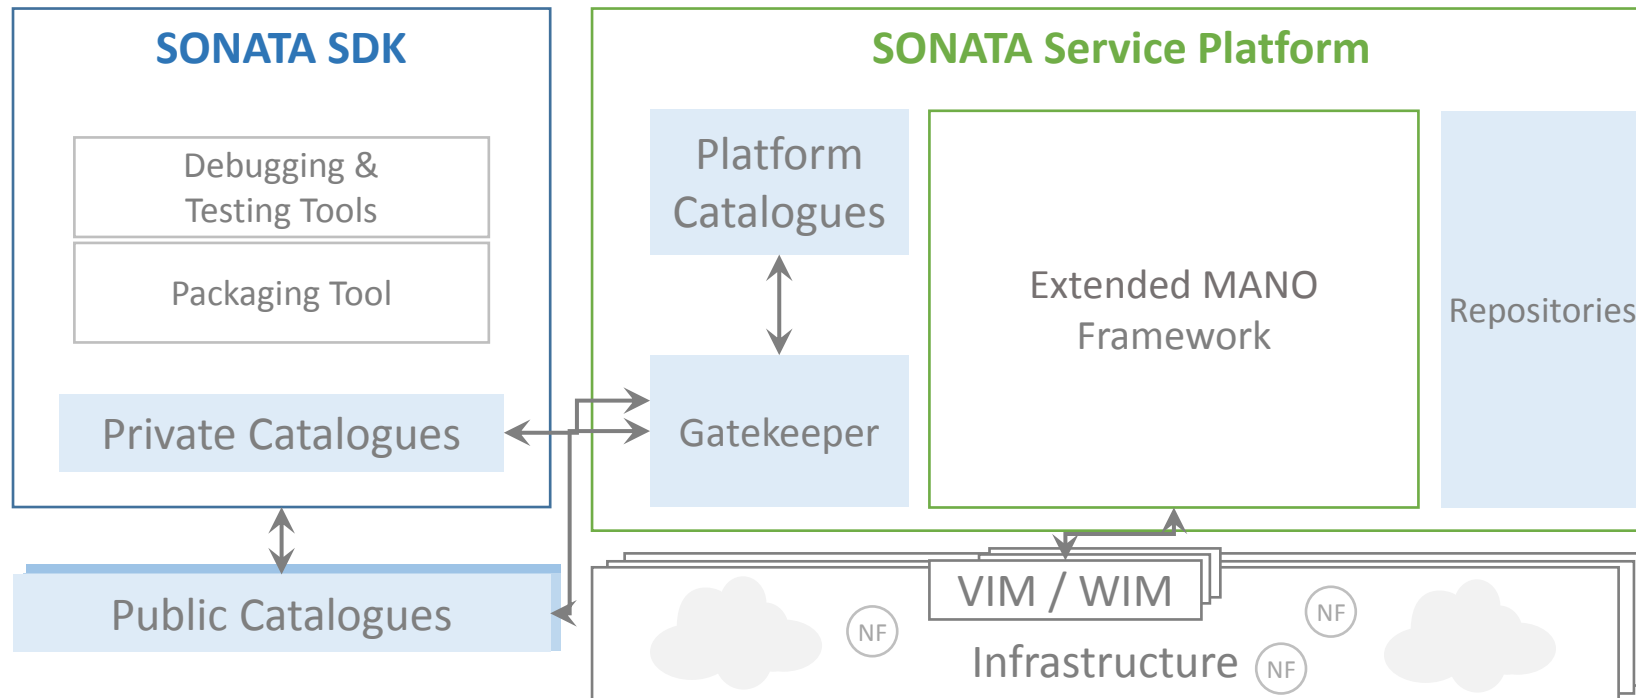 SONATA SDK
Debugging &
Testing Tools
Packaging Tool
Private Catalogues
Public Catalogues
SONATA Service Platform
Platform
Catalogues
Gatekeeper
Extended MANO
Framework
Repositories
VIM / WIM
NF
NF
Infrastructure
NF